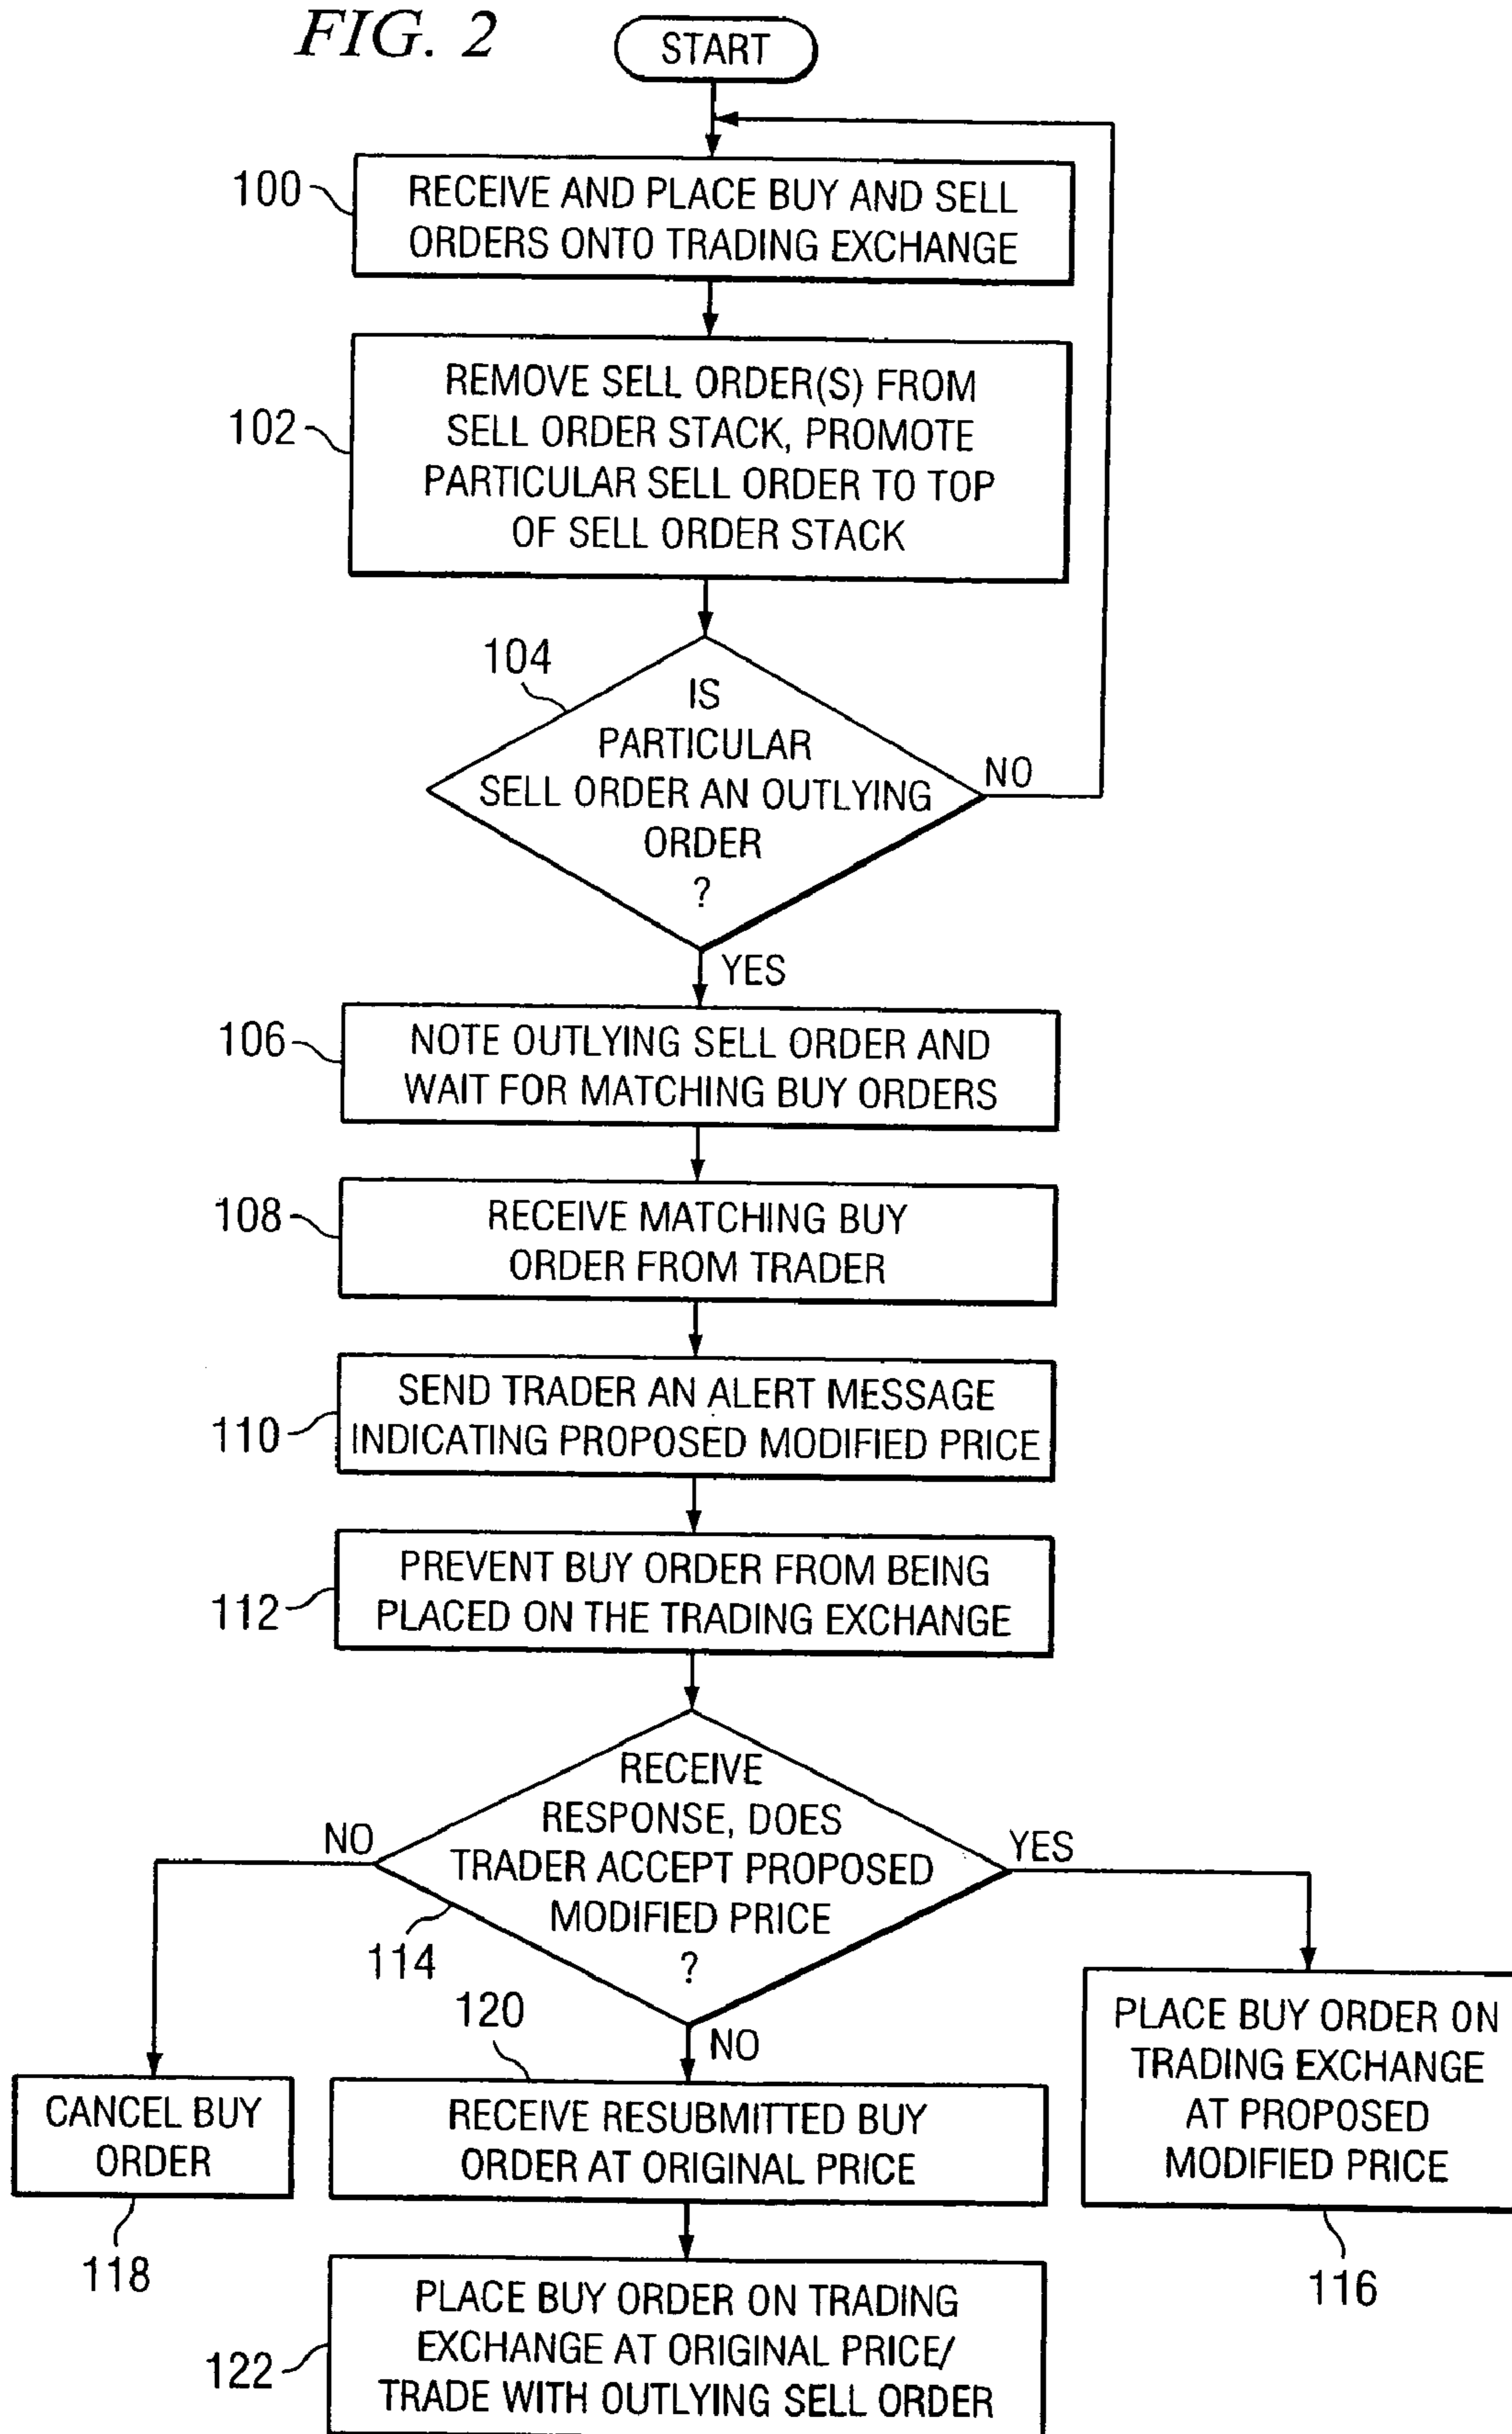 FIG. 2
START
100
RECEIVE AND PLACE BUY AND SELL
ORDERS ONTO TRADING EXCHANGE
102
REMOVE SELL ORDER(S) FROM
SELL ORDER STACK, PROMOTE
PARTICULAR SELL ORDER TO TOP
OF SELL ORDER STACK
104
IS
PARTICULAR
SELL ORDER AN OUTLYING
ORDER
?
NO
YES
106
NOTE OUTLYING SELL ORDER AND
WAIT FOR MATCHING BUY ORDERS
108
RECEIVE MATCHING BUY
ORDER FROM TRADER
110
SEND TRADER AN ALERT MESSAGE
INDICATING PROPOSED MODIFIED PRICE
112
PREVENT BUY ORDER FROM BEING
PLACED ON THE TRADING EXCHANGE
114
RECEIVE
RESPONSE, DOES
TRADER ACCEPT PROPOSED
MODIFIED PRICE
?
NO
YES
NO
CANCEL BUY
ORDER
118
120
RECEIVE RESUBMITTED BUY
ORDER AT ORIGINAL PRICE
PLACE BUY ORDER ON
TRADING EXCHANGE
AT PROPOSED
MODIFIED PRICE
116
122
PLACE BUY ORDER ON TRADING
EXCHANGE AT ORIGINAL PRICE/
TRADE WITH OUTLYING SELL ORDER